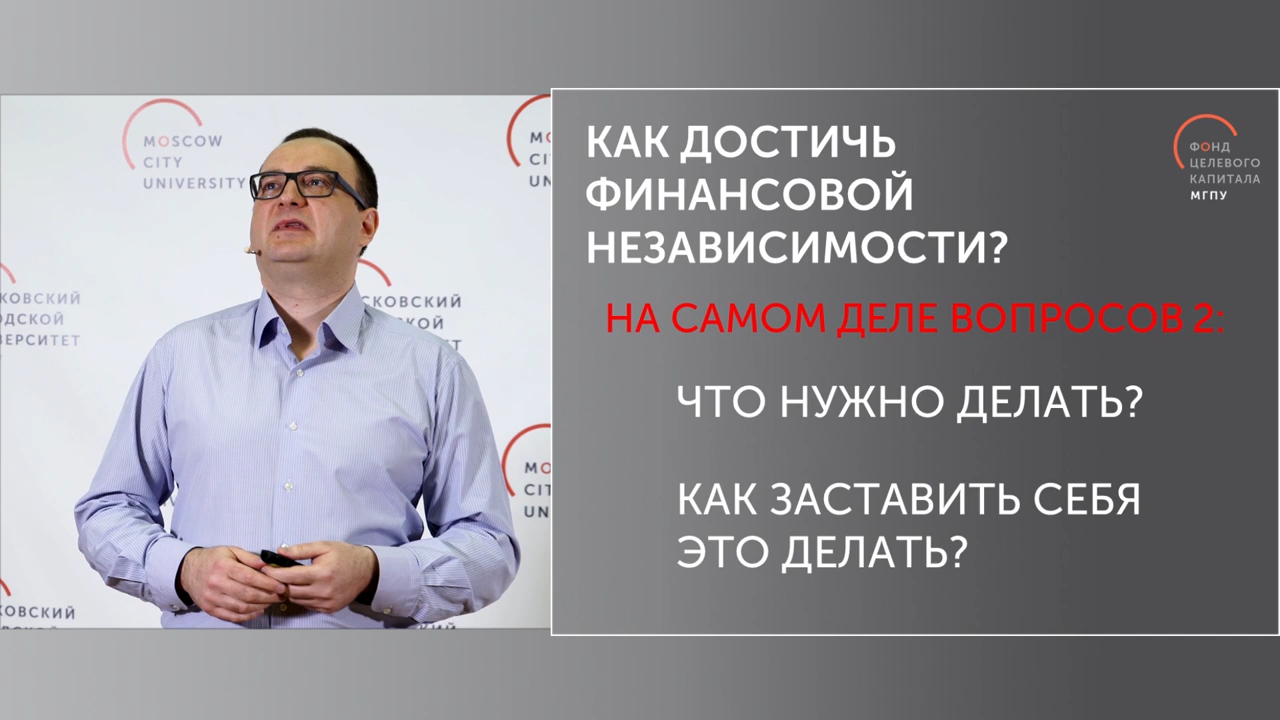 MOSCOW
CITY
UNIVERSITY
КАК ДОСТИЧЬ
ФИНАНСОВОЙ
НЕЗАВИСИМОСТИ?
ФОНД
ЦЕЛЕВОГО
КАПИТАЛА
МГПУ
НА САМОМ ДЕЛЕ ВОПРОСОВ 2:
ЧТО НУЖНО ДЕЛАТЬ?
КАК ЗАСТАВИТЬ СЕБЯ
ЭТО ДЕЛАТЬ?